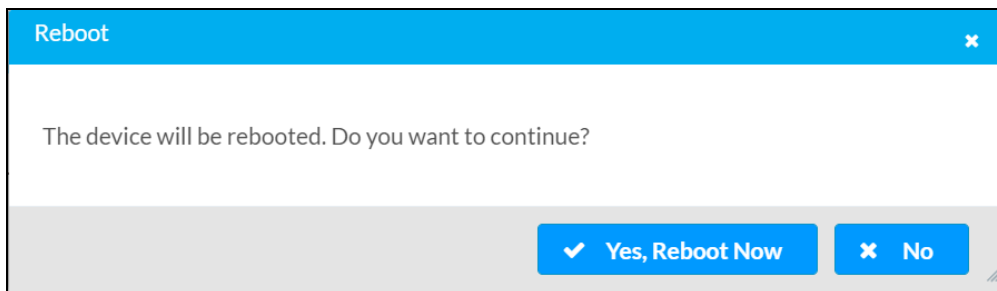 Reboot
The device will be rebooted. Do you want to continue?
Yes, Reboot Now
No